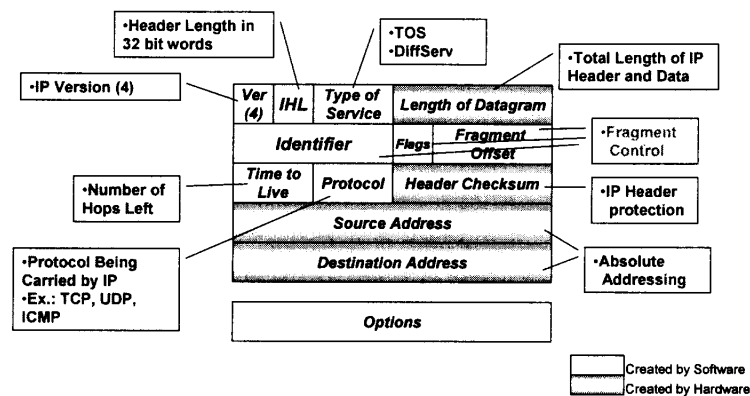 •Header Length in
32 bit words
•TOS
•DiffServ
•Total Length of IP
Header and Data
•IP Version (4)
Ver
(4)
IHL
Type of
Service
Length of Datagram
Identifier
Flags
Fragment
Offset
•Fragment
Control
Time to
Live
Protocol
Header Checksum
•Number of
Hops Left
•IP Header
protection
Source Address
Destination Address
•Protocol Being
Carried by IP
•Ex.: TCP, UDP,
ICMP
•Absolute
Addressing
Options
Created by Software
Created by Hardware